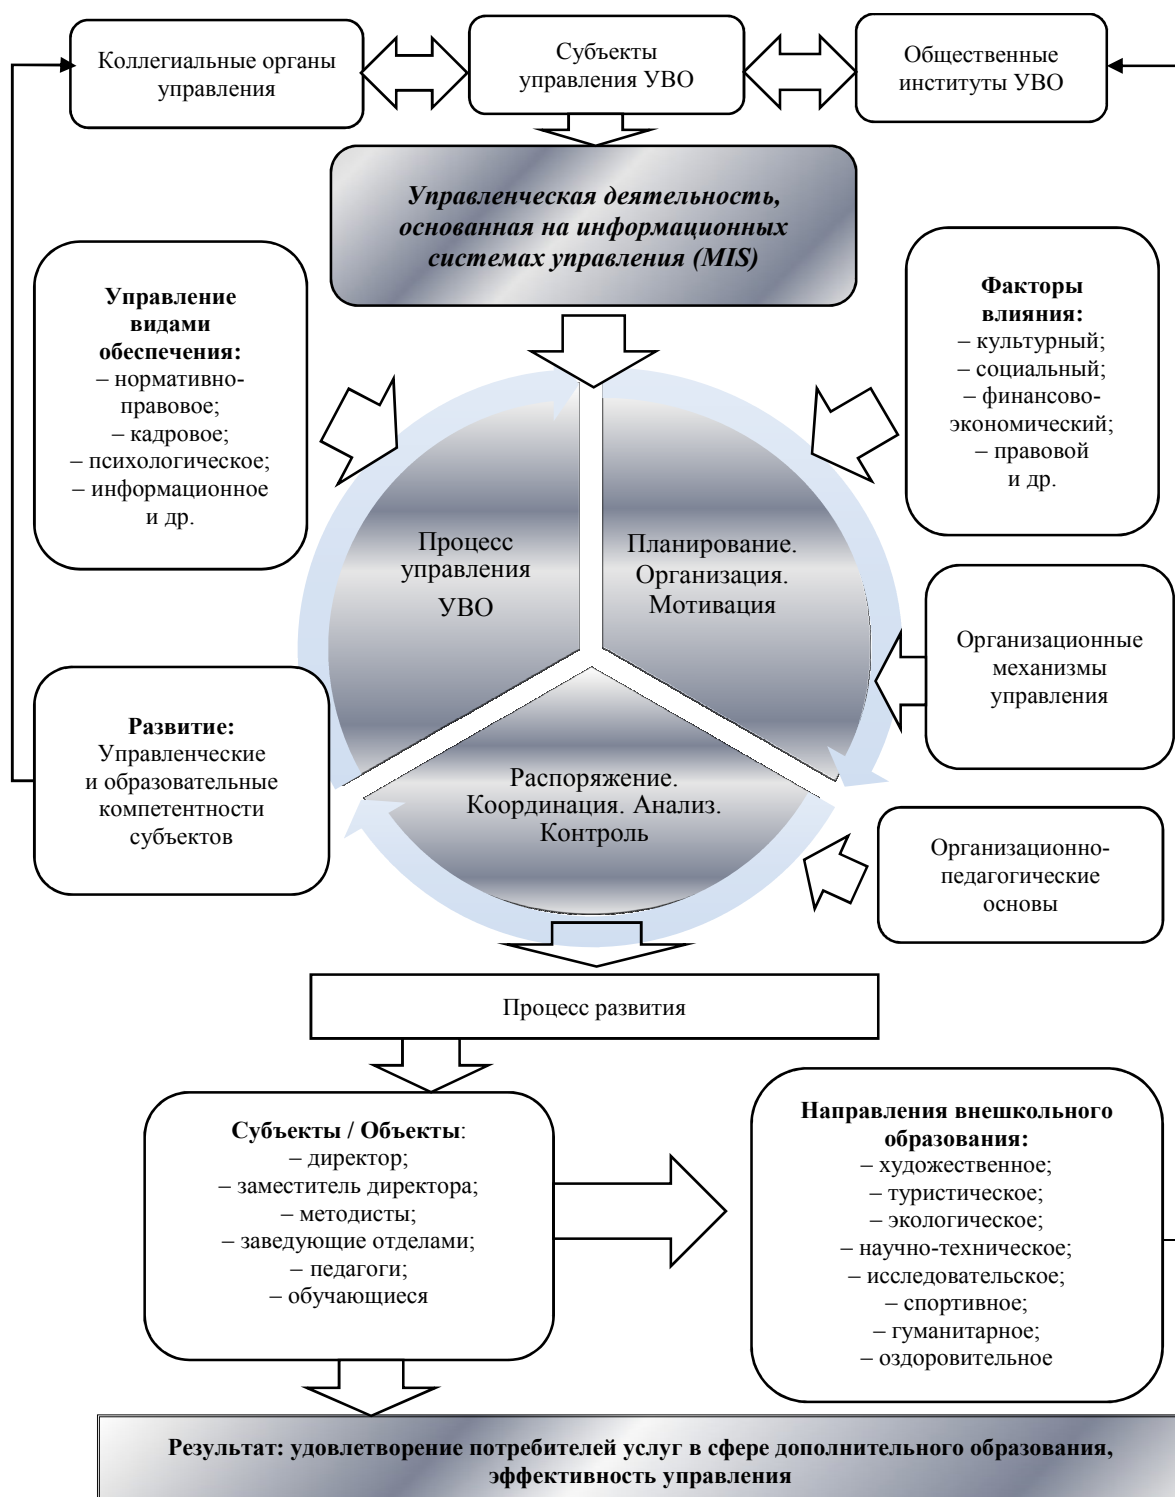 Коллегиальные органы
управления
Субъекты
управления УВО
Общественные
институты УВО
Управленческая деятельность,
основанная на информационных
системах управления (MIS)
Управление
видами
обеспечения:
– нормативно-
правовое;
– кадровое;
– психологическое;
– информационное
и др.
Факторы
влияния:
– культурный;
– социальный;
– финансово-
экономический;
– правовой
и др.
Процесс
управления
УВО
Планирование.
Организация.
Мотивация
Организационные
механизмы
управления
Развитие:
Управленческие
и образовательные
компетентности
субъектов
Распоряжение.
Координация. Анализ.
Контроль
Организационно-
педагогические
основы
Процесс развития
Субъекты / Объекты:
– директор;
– заместитель директора;
– методисты;
– заведующие отделами;
– педагоги;
– обучающиеся
Направления внешкольного
образования:
– художественное;
– туристическое;
– экологическое;
– научно-техническое;
– исследовательское;
– спортивное;
– гуманитарное;
– оздоровительное
Результат: удовлетворение потребителей услуг в сфере дополнительного образования,
эффективность управления